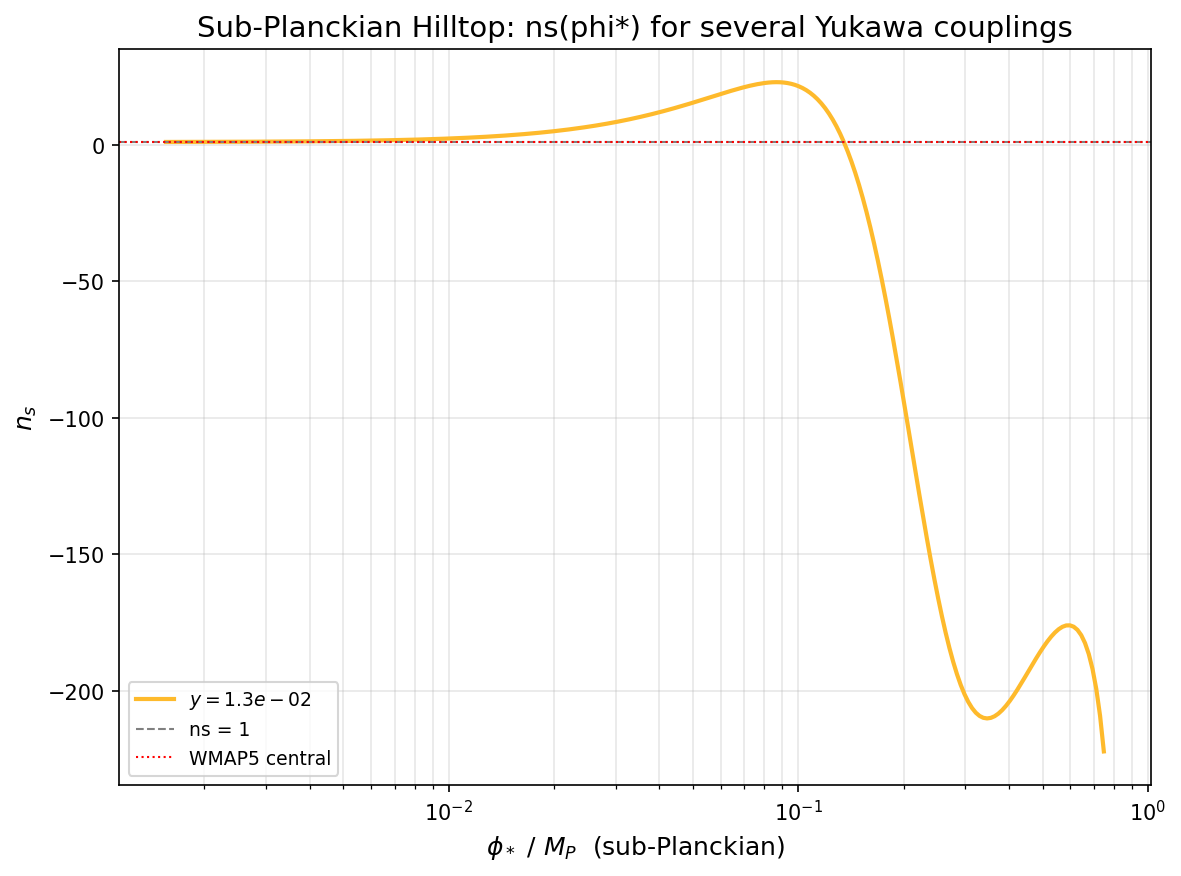 Sub-Planckian Hilltop: ns(phi*) for several Yukawa couplings
n_s
0
−50
−100
−150
−200
y = 1.3e − 02
ns = 1
WMAP5 central
10^−2
10^−1
10^0
ϕ_* / M_P (sub-Planckian)